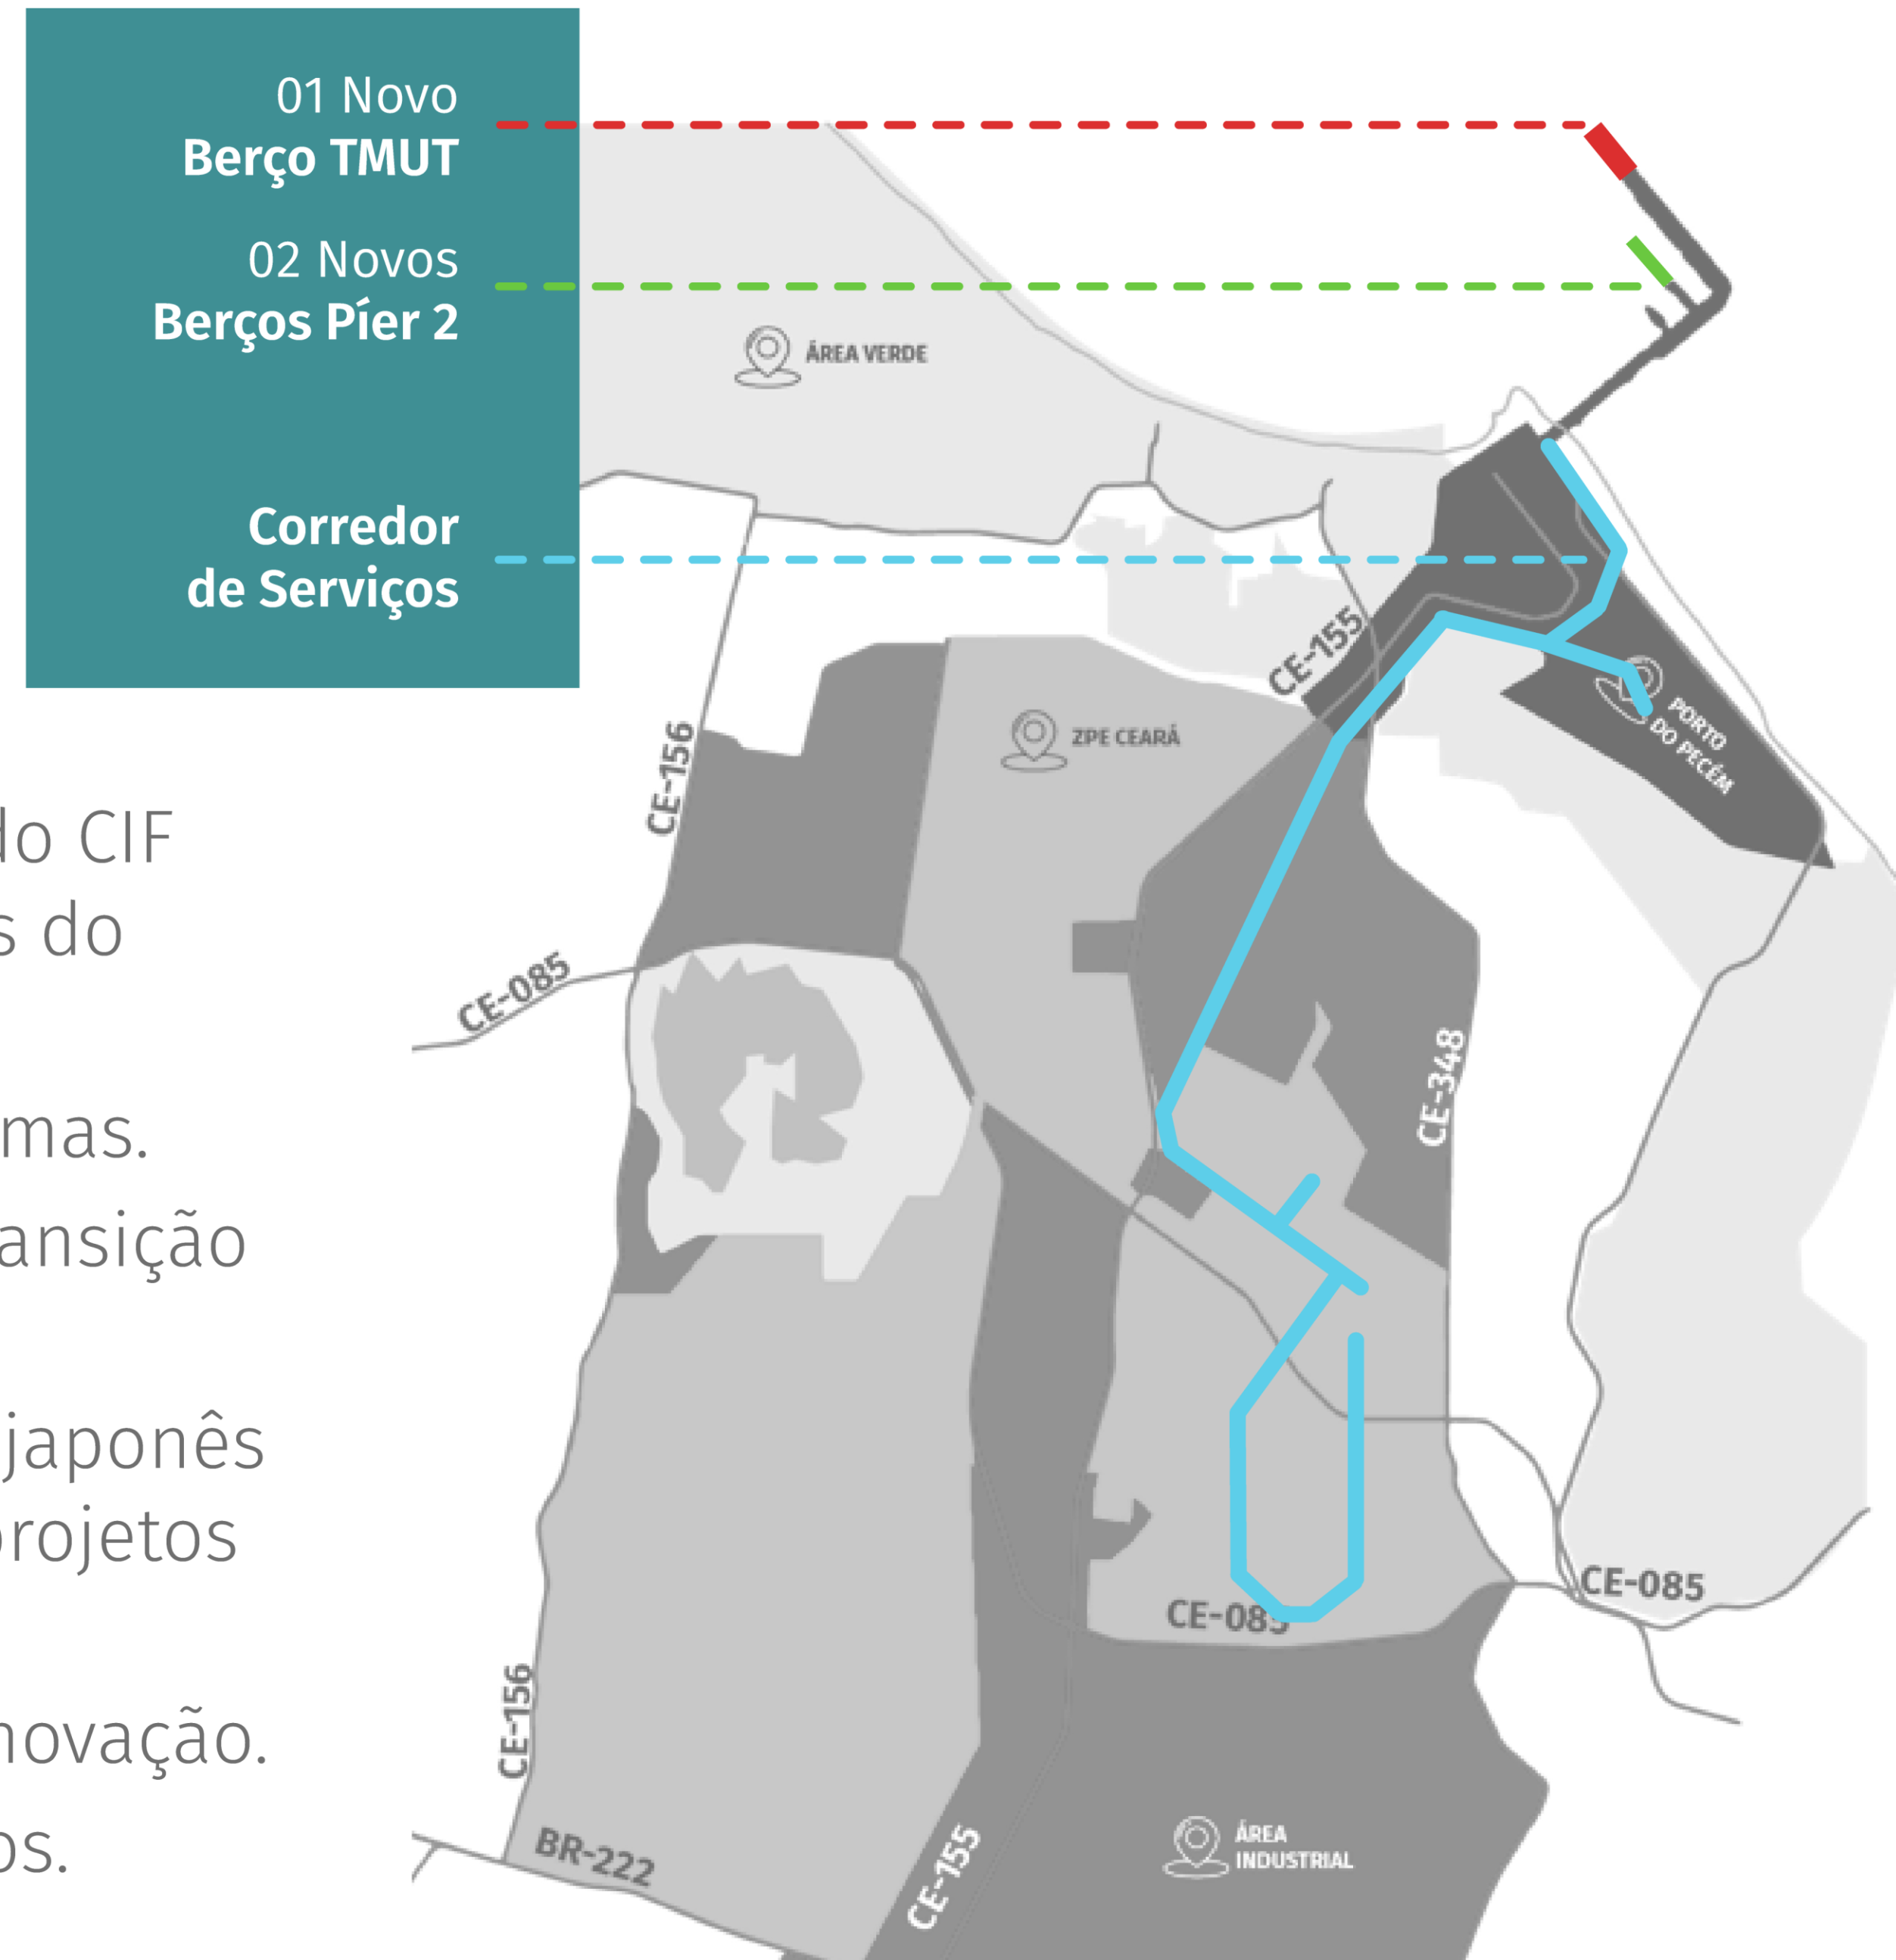 01 Novo
Berço TMUT
02 Novos
Berços Píer 2
Corredor
de Serviços
ÁREA VERDE
CE-155
ZPE CEARÁ
PORTO
DO PECÉM
CE-156
CE-085
CE-348
CE-085
CE-085
CE-156
BR-222
CE-155
ÁREA
INDUSTRIAL
do CIF
s do
mas.
ansição
japonês
rojetos
novação.
os.